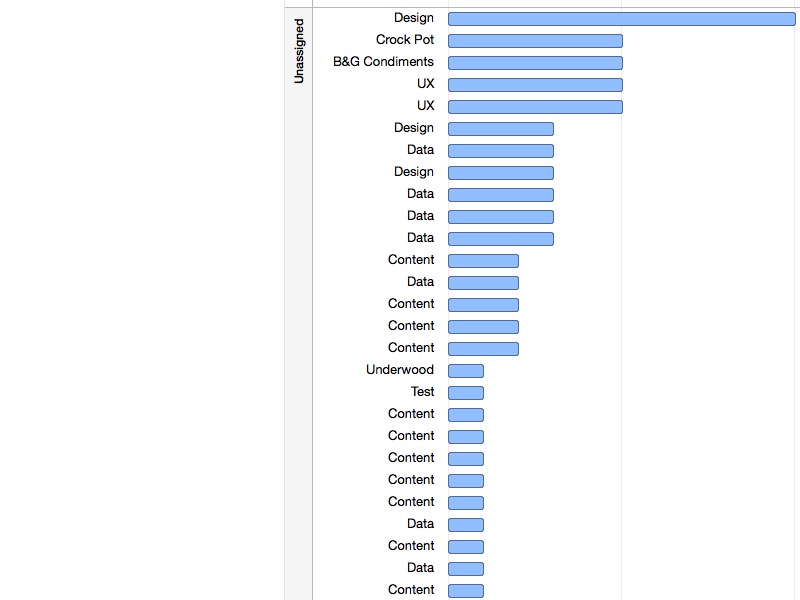 Unassigned
Design
Crock Pot
B&G Condiments
UX
UX
Design
Data
Design
Data
Data
Data
Content
Data
Content
Content
Content
Underwood
Test
Content
Content
Content
Content
Content
Data
Content
Data
Content